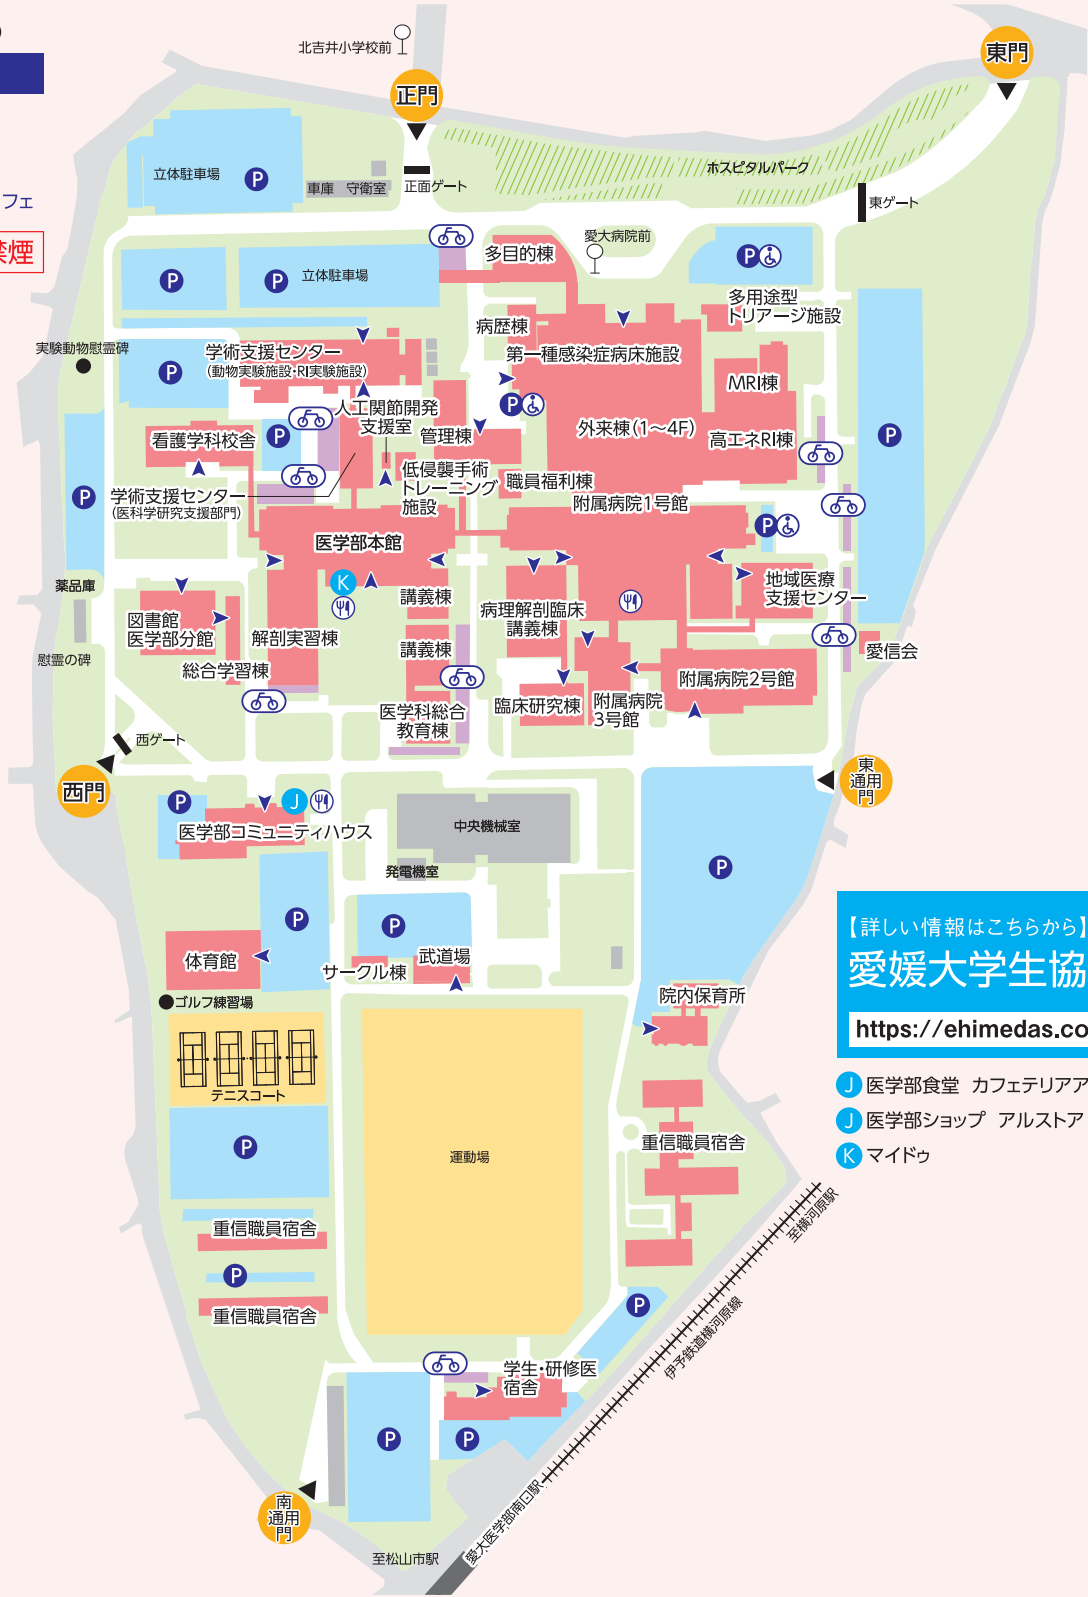 北吉井小学校前
東門
正門
立体駐車場
P
車庫 守衛室
正面ゲート
ホスピタルパーク
東ゲート
フェ
禁煙
愛大病院前
多目的棟
P
P
P
立体駐車場
多用途型
トリアージ施設
病歴棟
実験動物慰霊碑
学術支援センター
(動物実験施設・RI実験施設)
第一種感染症病床施設
P
MRI棟
P
人工関節開発
支援室
管理棟
外来棟(1〜4F)
高エネRI棟
P
P
看護学科校舎
低侵襲手術
トレーニング
施設
職員福利棟
P
学術支援センター
(医科学研究支援部門)
附属病院1号館
P
医学部本館
K
薬品庫
地域医療
支援センター
講義棟
病理解剖臨床
講義棟
図書館
医学部分館
解剖実習棟
慰霊の碑
総合学習棟
講義棟
愛信会
附属病院2号館
臨床研究棟
附属病院
3号館
医学科総合
教育棟
西ゲート
西門
東
通用
門
P
J
医学部コミュニティハウス
中央機械室
発電機室
P
P
P
武道場
体育館
サークル棟
【詳しい情報はこちらから】
愛媛大学生協
https://ehimedas.co
ゴルフ練習場
院内保育所
テニスコート
J 医学部食堂 カフェテリアア
J 医学部ショップ アルストア
K マイドゥ
P
運動場
重信職員宿舎
重信職員宿舎
至横河原駅
P
重信職員宿舎
P
伊予鉄道横河原線
学生・研修医
宿舎
P
P
南
通用
門
愛大医学部南口駅
至松山市駅